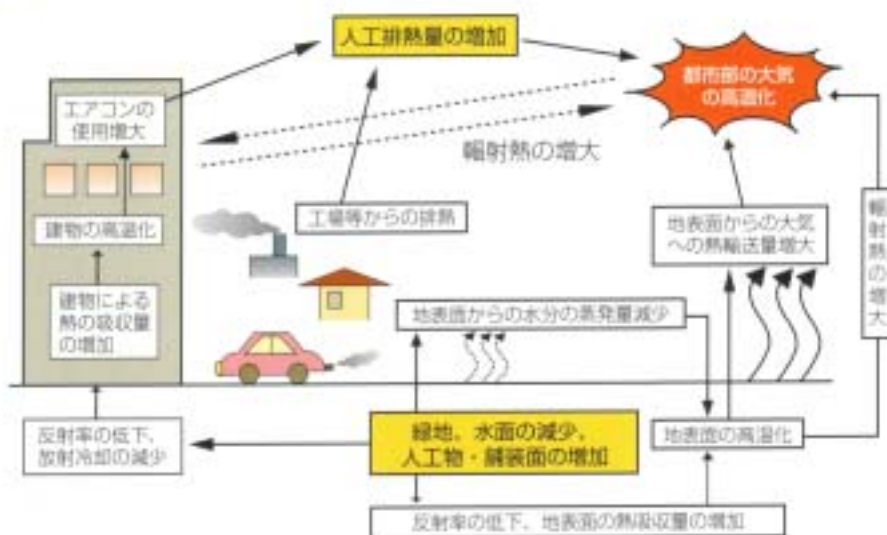 人工排熱量の増加
都市部の大気
の高温化
エアコンの
使用増大
輻射熱の増大
工場等からの排熱
建物の高温化
地表面からの大気
への熱輸送量増大
輻射熱の増大
建物による
熱の吸収量
の増加
地表面からの水分の蒸発量減少
反射率の低下、
放射冷却の減少
緑地、水面の減少、
人工物・舗装面の増加
地表面の高温化
反射率の低下、地表面の熱吸収量の増加